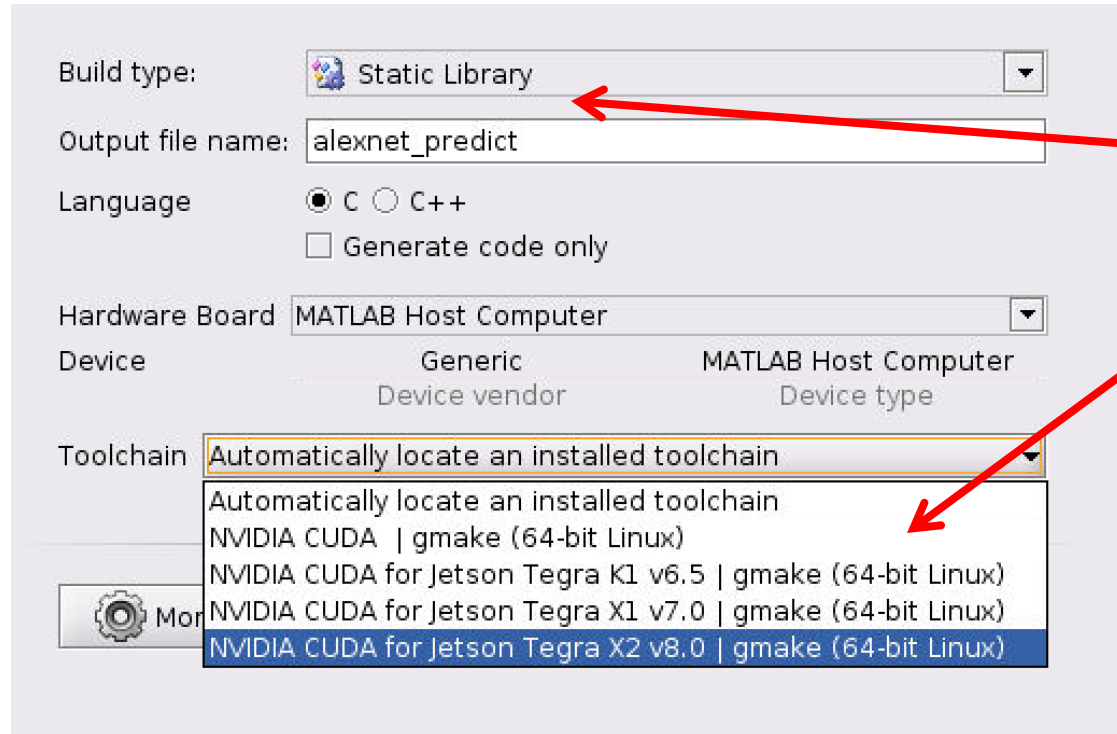 Build type: Static Library
Output file name: alexnet_predict
Language C C++
Generate code only
Hardware Board MATLAB Host Computer
Device Generic MATLAB Host Computer
Device vendor Device type
Toolchain Automatically locate an installed toolchain
Automatically locate an installed toolchain
NVIDIA CUDA | gmake (64-bit Linux)
NVIDIA CUDA for Jetson Tegra K1 v6.5 | gmake (64-bit Linux)
Mor NVIDIA CUDA for Jetson Tegra X1 v7.0 | gmake (64-bit Linux)
NVIDIA CUDA for Jetson Tegra X2 v8.0 | gmake (64-bit Linux)